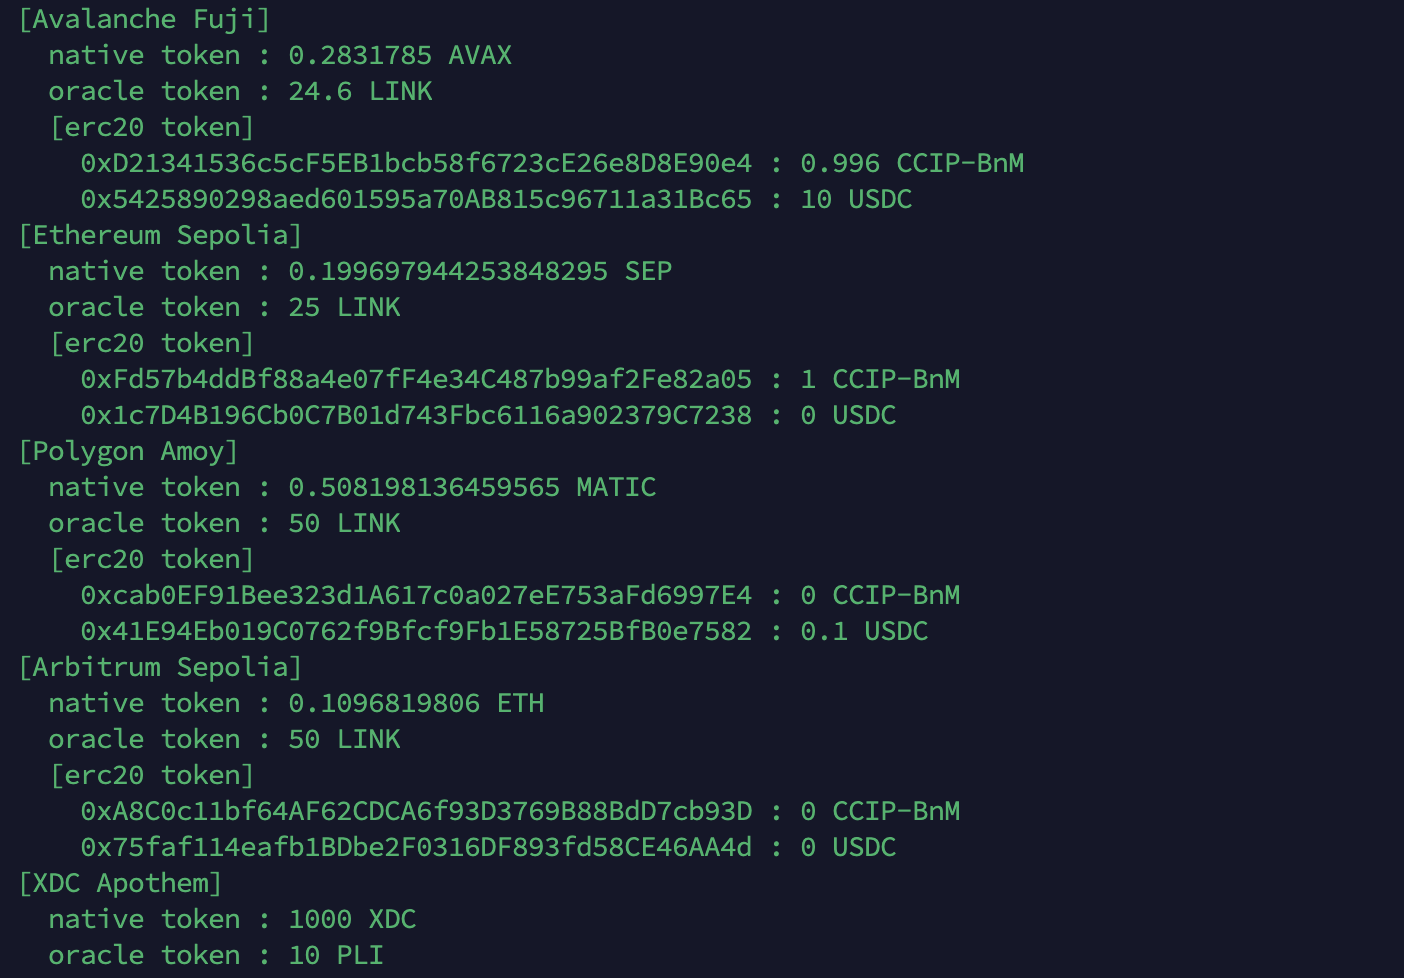 [Avalanche Fuji]
native token : 0.2831785 AVAX
oracle token : 24.6 LINK
[erc20 token]
0xD21341536c5cF5EB1bcb58f6723cE26e8D8E90e4 : 0.996 CCIP-BnM
0x5425890298aed601595a70AB815c96711a31Bc65 : 10 USDC
[Ethereum Sepolia]
native token : 0.199697944253848295 SEP
oracle token : 25 LINK
[erc20 token]
0xFd57b4ddBf88a4e07fF4e34C487b99af2Fe82a05 : 1 CCIP-BnM
0x1c7D4B196Cb0C7B01d743Fbc6116a902379C7238 : 0 USDC
[Polygon Amoy]
native token : 0.508198136459565 MATIC
oracle token : 50 LINK
[erc20 token]
0xcab0EF91Bee323d1A617c0a027eE753aFd6997E4 : 0 CCIP-BnM
0x41E94Eb019C0762f9Bfcf9Fb1E58725BfB0e7582 : 0.1 USDC
[Arbitrum Sepolia]
native token : 0.1096819806 ETH
oracle token : 50 LINK
[erc20 token]
0xA8C0c11bf64AF62CDCA6f93D3769B88BdD7cb93D : 0 CCIP-BnM
0x75faf114eafb1BDbe2F0316DF893fd58CE46AA4d : 0 USDC
[XDC Apothem]
native token : 1000 XDC
oracle token : 10 PLI